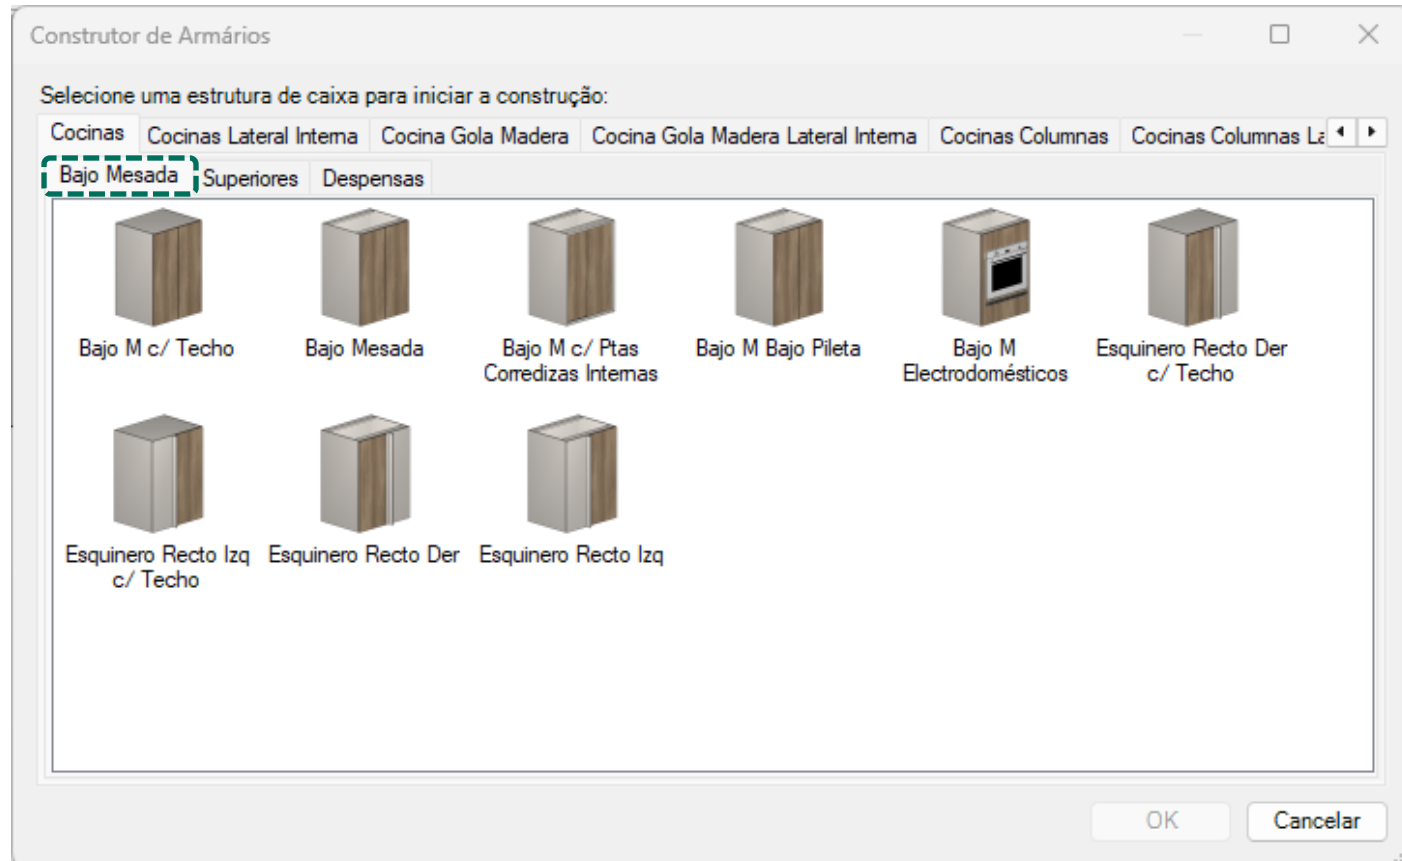 Construtor de Armários
Selecione uma estrutura de caixa para iniciar a construção:
Cocinas Cocinas Lateral Interna Cocina Gola Madera Cocina Gola Madera Lateral Interna Cocinas Columnas Cocinas Columnas La
Bajo Mesada Superiores Despensas
Bajo M c/ Techo
Bajo Mesada
Bajo M c/ Ptas
Corredizas Internas
Bajo M Bajo Pileta
Bajo M
Electrodomésticos
Esquinero Recto Der
c/ Techo
Esquinero Recto Izq
c/ Techo
Esquinero Recto Der
Esquinero Recto Izq
OK Cancelar